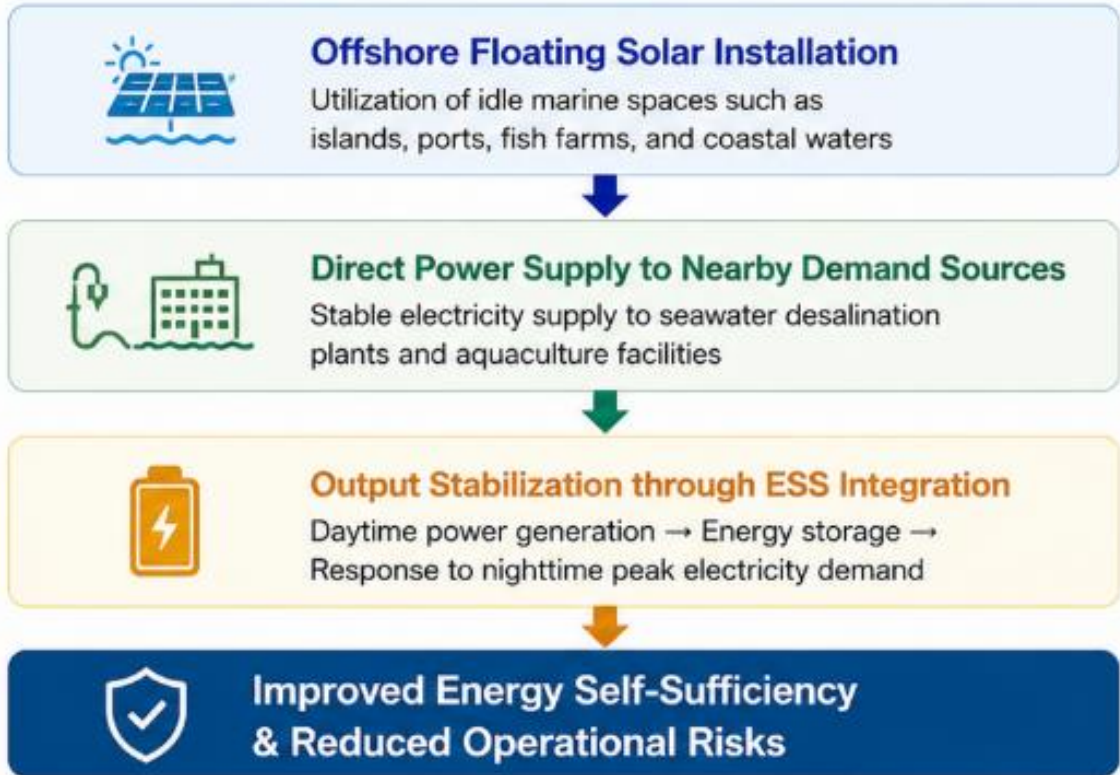 Offshore Floating Solar Installation
Utilization of idle marine spaces such as
islands, ports, fish farms, and coastal waters
Direct Power Supply to Nearby Demand Sources
Stable electricity supply to seawater desalination
plants and aquaculture facilities
Output Stabilization through ESS Integration
Daytime power generation → Energy storage →
Response to nighttime peak electricity demand
Improved Energy Self-Sufficiency
& Reduced Operational Risks